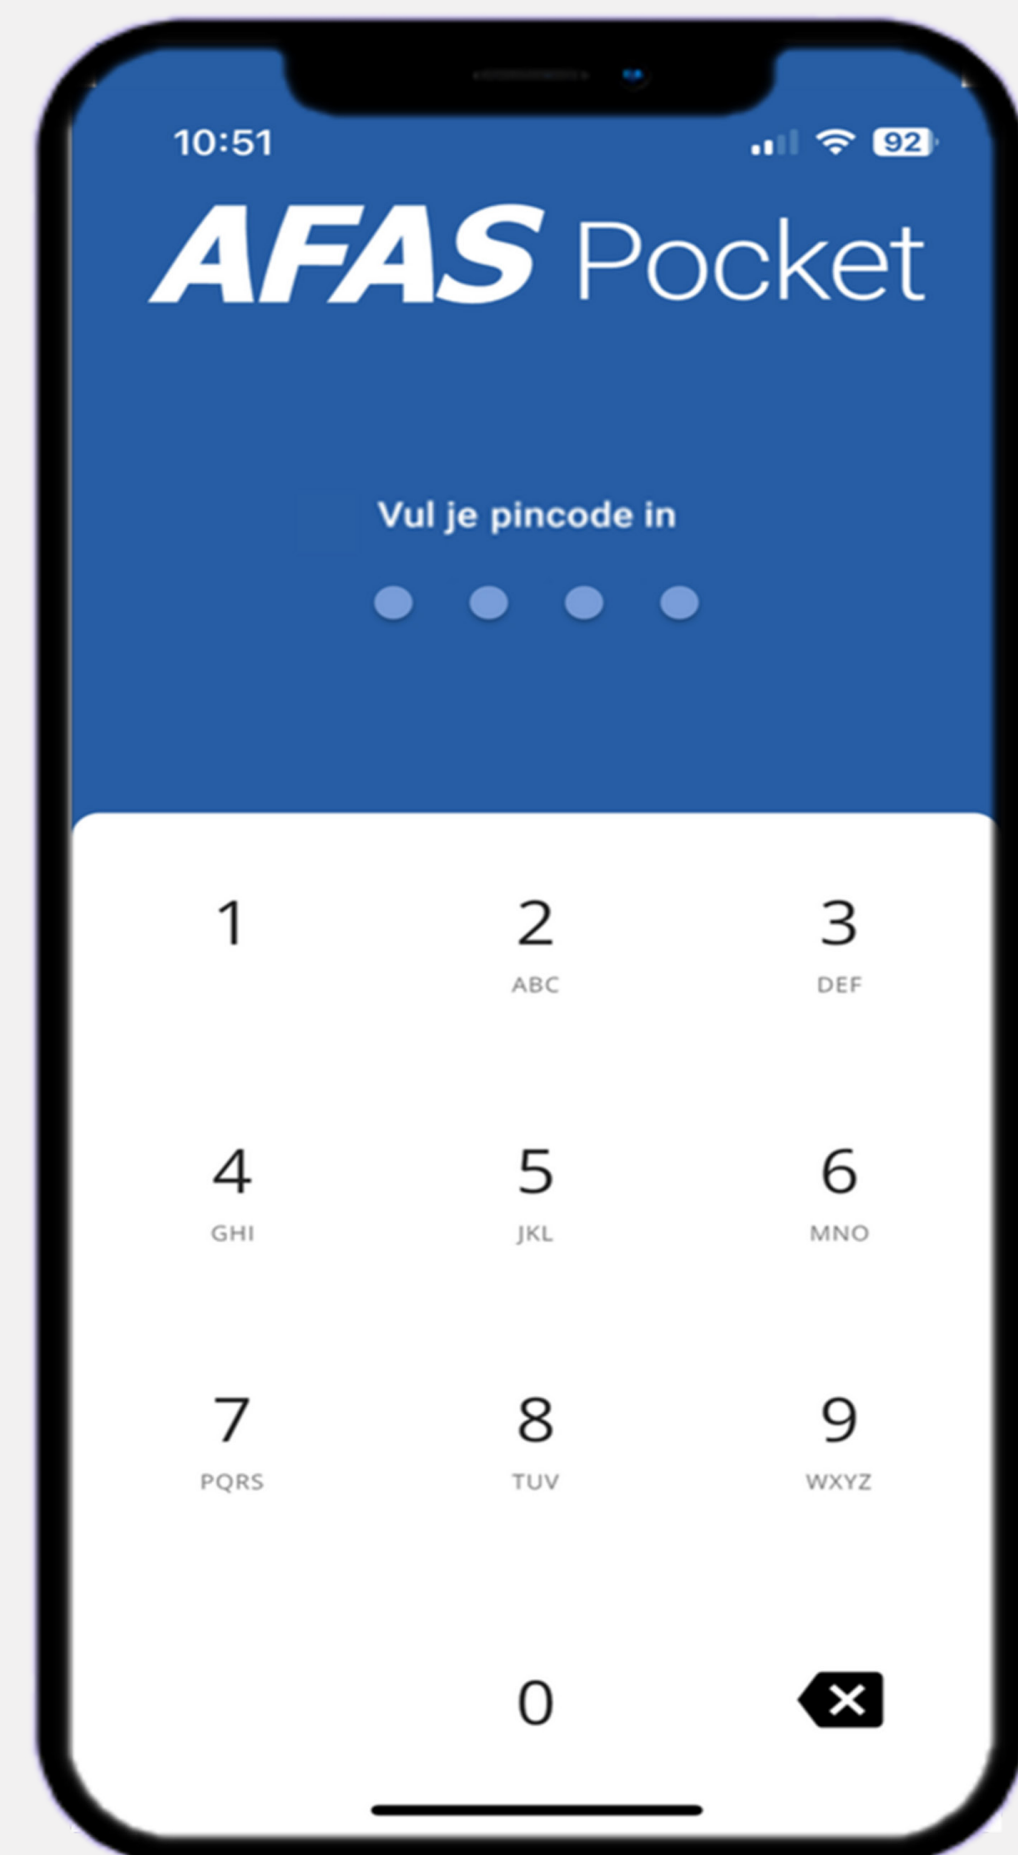 10:51 92
AFAS Pocket
Vul je pincode in
1 2 3
ABC DEF
4 5 6
GHI JKL MNO
7 8 9
PQRS TUV WXYZ
0